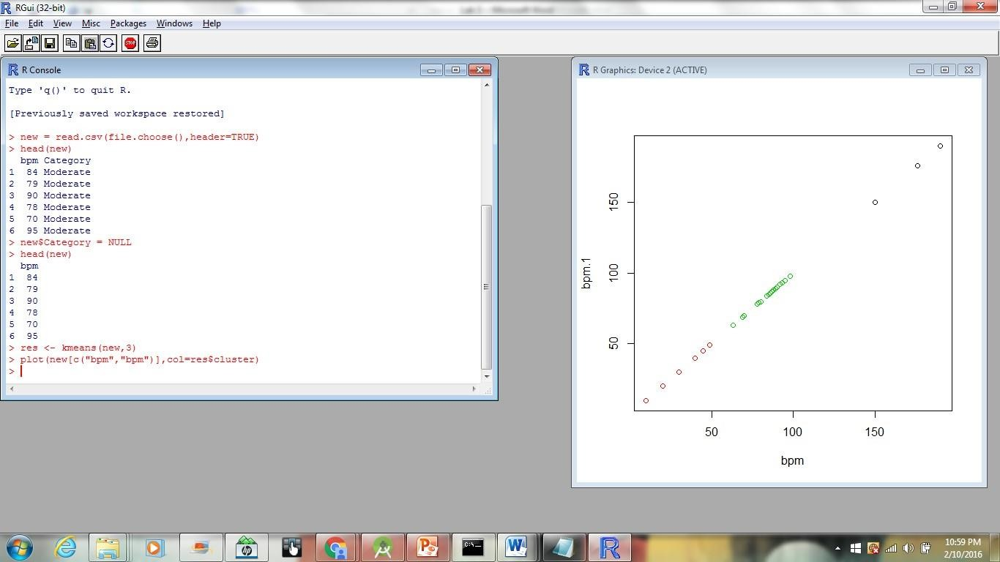 RGui (32-bit)
File Edit View Misc Packages Windows Help
STOP
R Console
Type 'q()' to quit R.
[Previously saved workspace restored]
> new = read.csv(file.choose(),header=TRUE)
> head(new)
  bpm Category
1  84 Moderate
2  79 Moderate
3  90 Moderate
4  78 Moderate
5  70 Moderate
6  95 Moderate
> new$Category = NULL
> head(new)
  bpm
1  84
2  79
3  90
4  78
5  70
6  95
> res <- kmeans(new,3)
> plot(new[c("bpm","bpm")],col=res$cluster)
>
R Graphics: Device 2 (ACTIVE)
150
100
50
bpm.1
50 100 150
bpm
hp
C:\
10:59 PM
2/10/2016